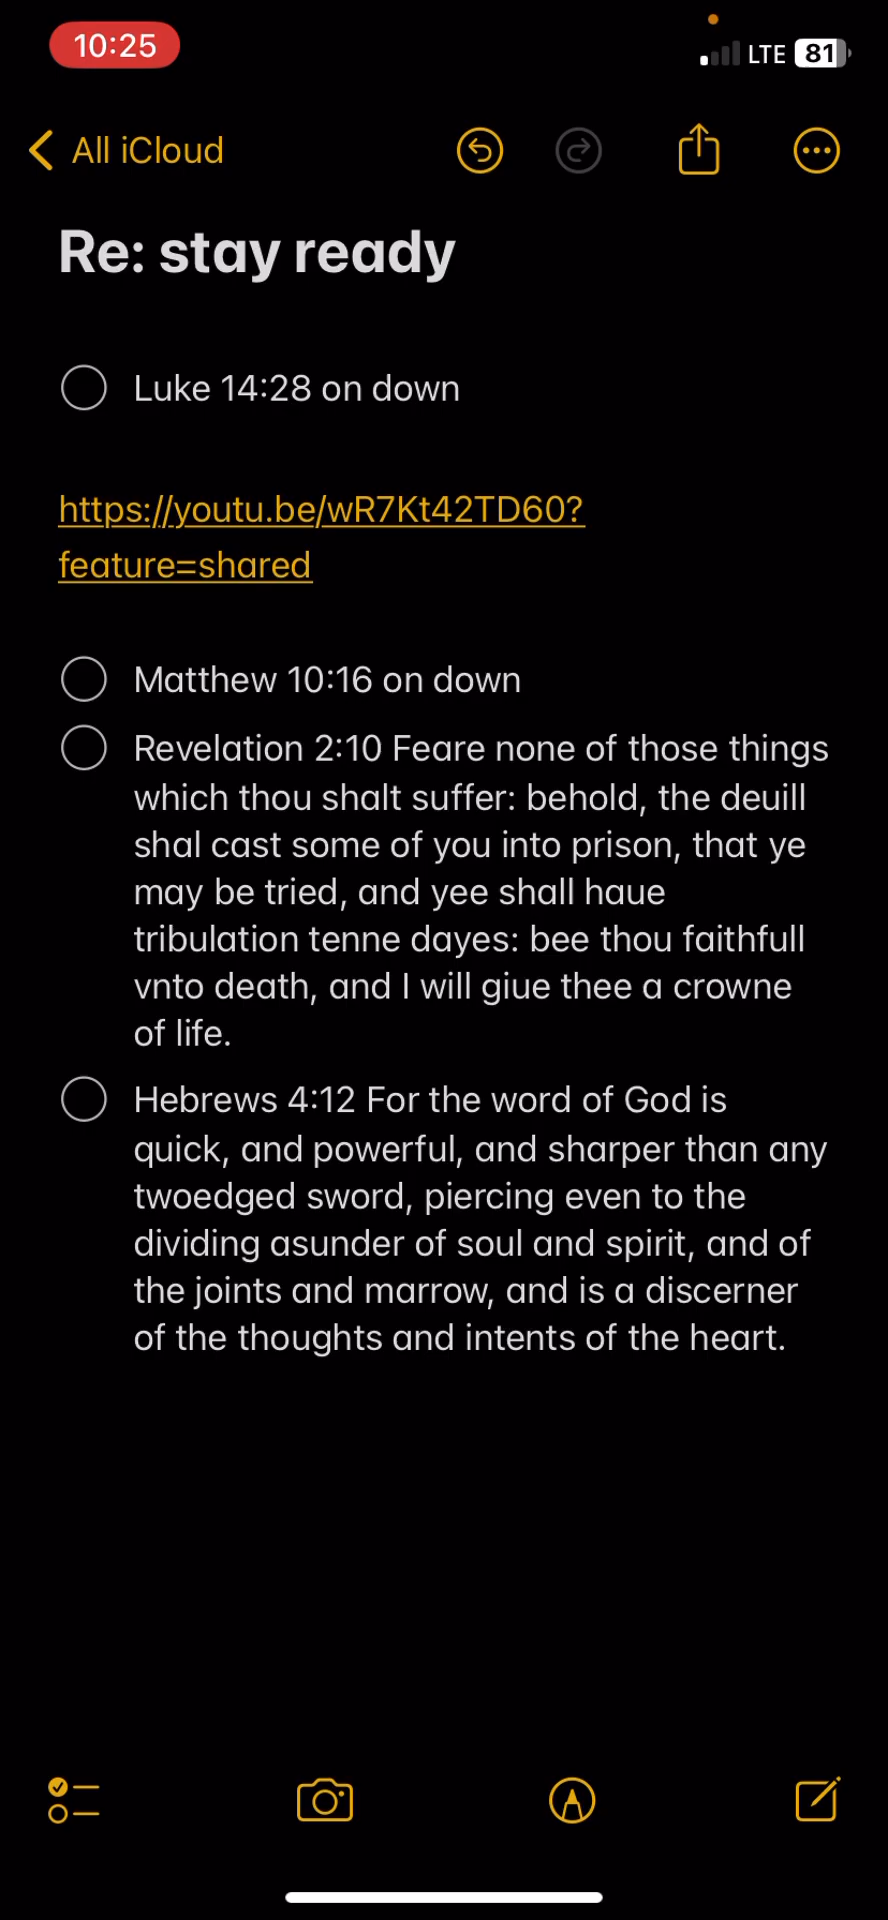 10:25
LTE 81
All iCloud
Re: stay ready
Luke 14:28 on down
https://youtu.be/wR7Kt42TD60?
feature=shared
Matthew 10:16 on down
Revelation 2:10 Feare none of those things
which thou shalt suffer: behold, the deuill
shal cast some of you into prison, that ye
may be tried, and yee shall haue
tribulation tenne dayes: bee thou faithfull
vnto death, and I will giue thee a crowne
of life.
Hebrews 4:12 For the word of God is
quick, and powerful, and sharper than any
twoedged sword, piercing even to the
dividing asunder of soul and spirit, and of
the joints and marrow, and is a discerner
of the thoughts and intents of the heart.